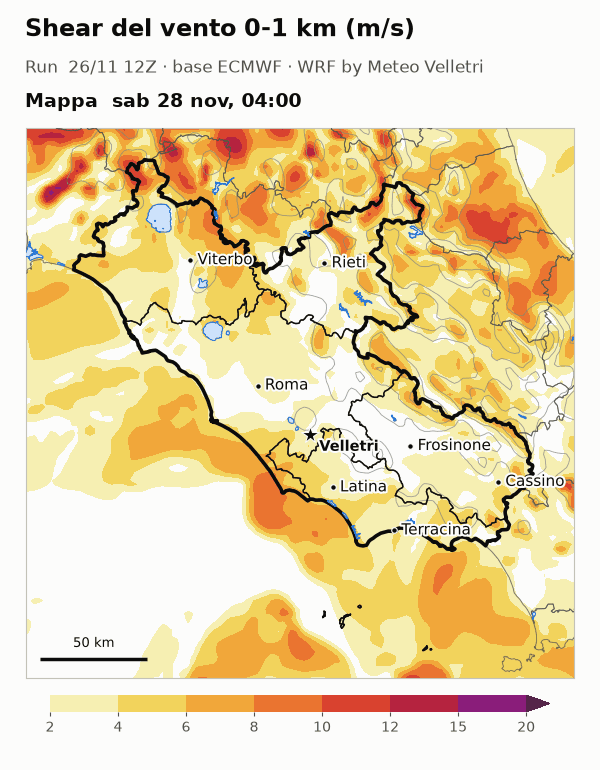 Shear del vento 0-1 km (m/s)
Run  26/11 12Z · base ECMWF · WRF by Meteo Velletri
Mappa  sab 28 nov, 04:00
Viterbo
Rieti
Roma
Velletri
Frosinone
Cassino
Latina
Terracina
50 km
2 4 6 8 10 12 15 20